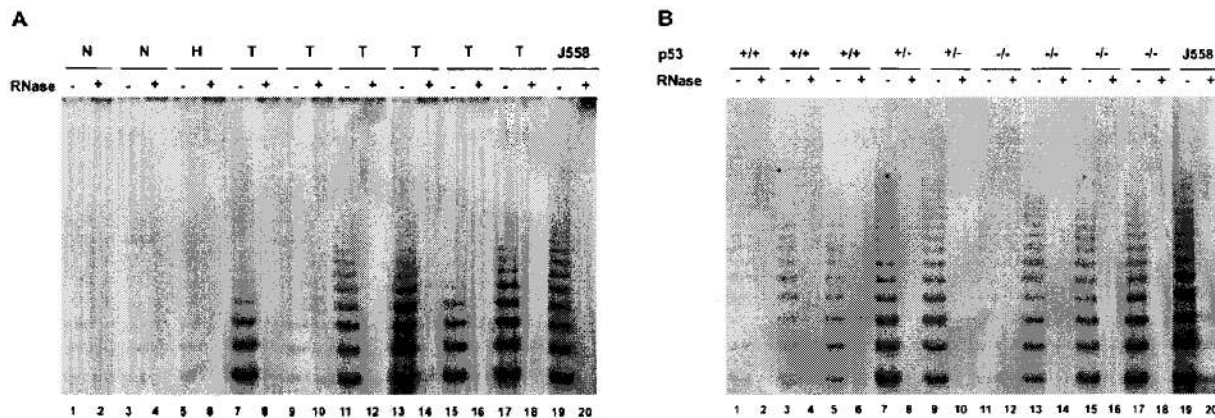 A
N N H T T T T T T J558
RNase - + - + - + - + - + - + - + - + - + - +
1 2 3 4 5 6 7 8 9 10 11 12 13 14 15 16 17 18 19 20
B
p53 +/+ +/+ +/+ +/- +/- -/- -/- -/- -/- J558
RNase - + - + - + - + - + - + - + - + - + - +
1 2 3 4 5 6 7 8 9 10 11 12 13 14 15 16 17 18 19 20